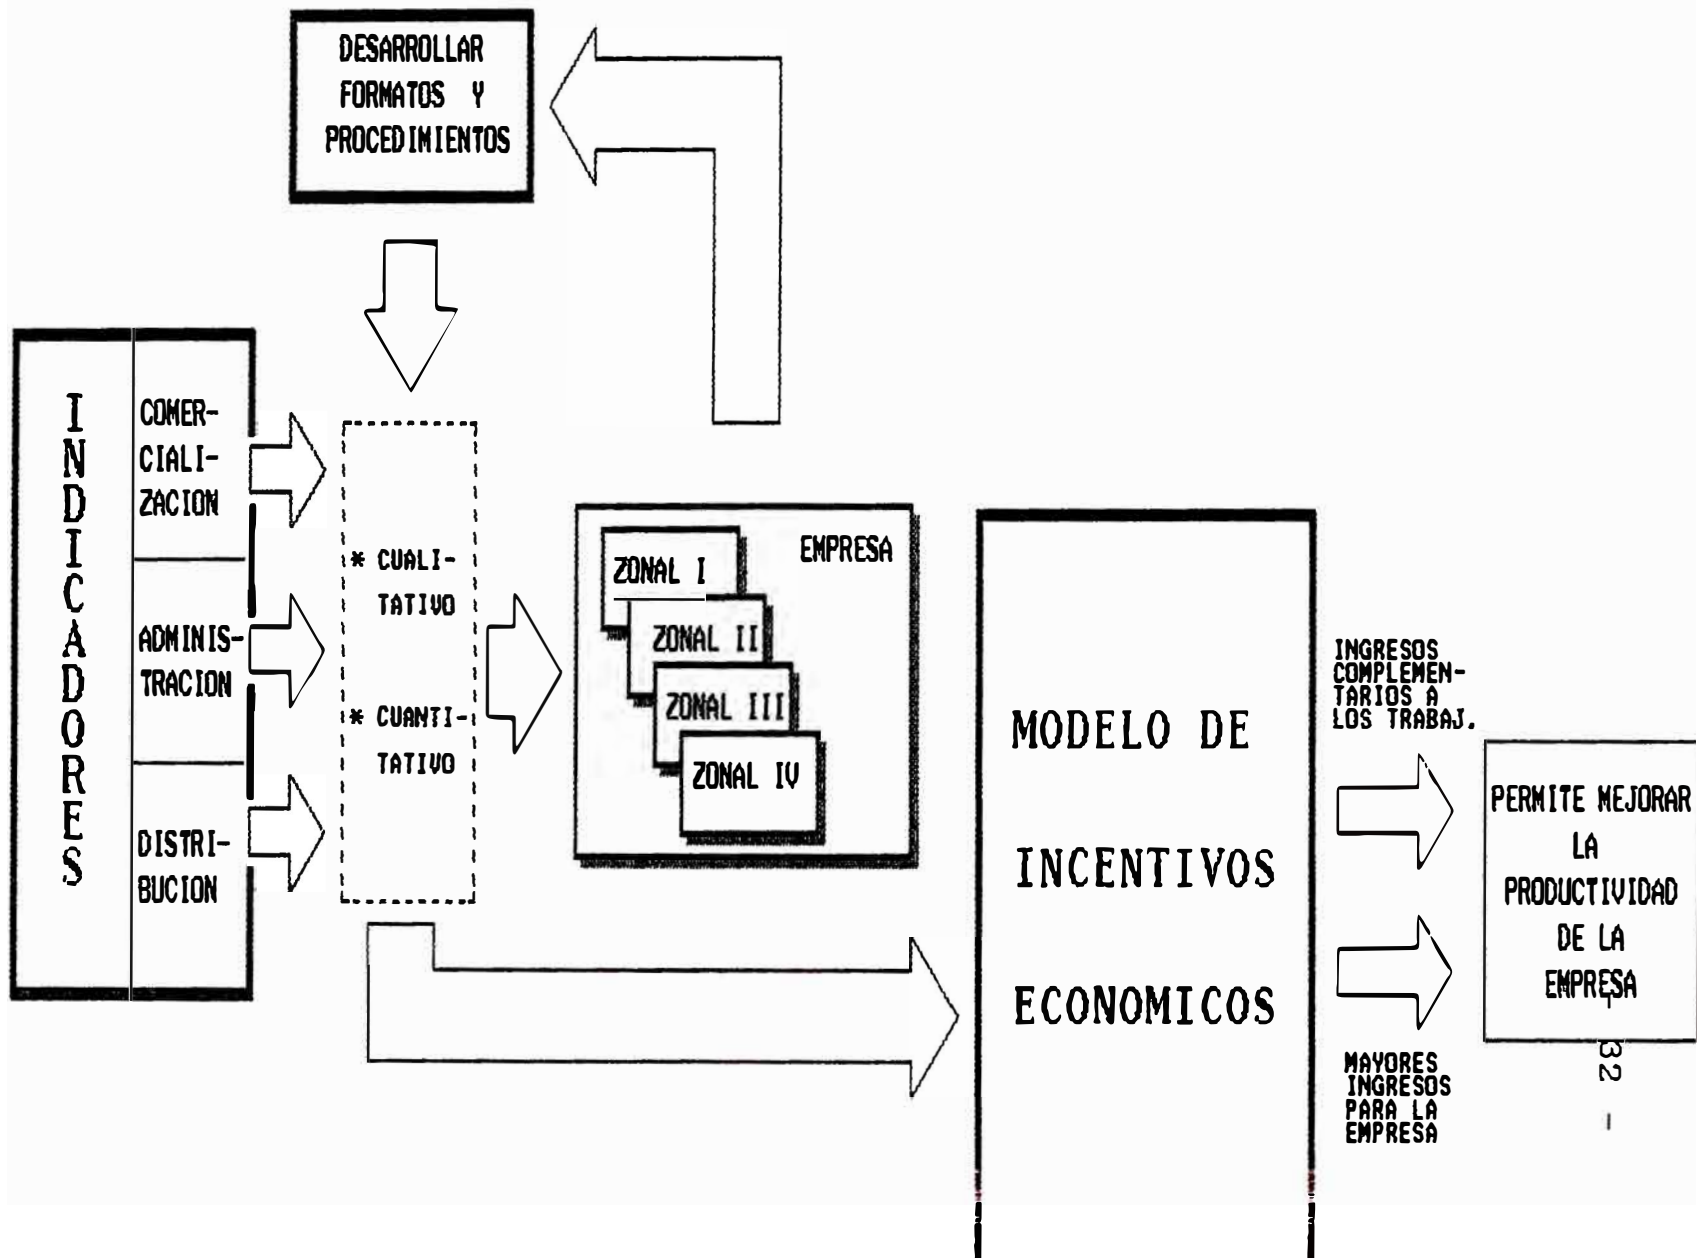 DESARROLLAR
FORMATOS Y
PROCEDIMIENTOS
INDICADORES
COMER-
CIALI-
ZACION
ADMINIS-
TRACION
DISTRI-
BUCION
* CUALI-
TATIVO
* CUANTI-
TATIVO
EMPRESA
ZONAL I
ZONAL II
ZONAL III
ZONAL IV
MODELO DE
INCENTIVOS
ECONOMICOS
INGRESOS
COMPLEMEN-
TARIOS A
LOS TRABAJ.
MAYORES
INGRESOS
PARA LA
EMPRESA
PERMITE MEJORAR
LA
PRODUCTIVIDAD
DE LA
EMPRESA
- 32 -